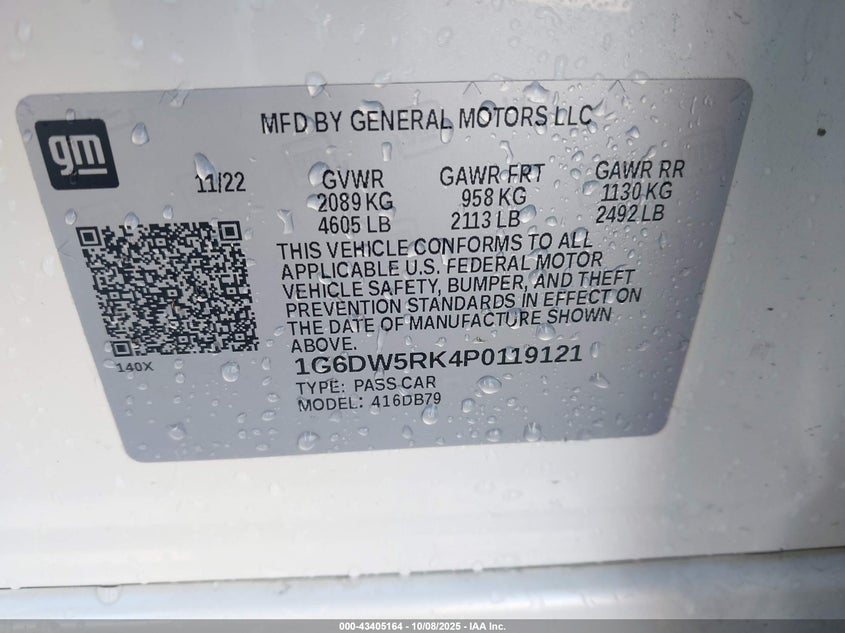 MFD BY GENERAL MOTORS LLC
gm
11/22
GVWR GAWR FRT GAWR RR
2089 KG 958 KG 1130 KG
4605 LB 2113 LB 2492 LB
THIS VEHICLE CONFORMS TO ALL
APPLICABLE U.S. FEDERAL MOTOR
VEHICLE SAFETY, BUMPER, AND THEFT
PREVENTION STANDARDS IN EFFECT ON
THE DATE OF MANUFACTURE SHOWN
ABOVE.
140X
1G6DW5RK4P0119121
TYPE: PASS CAR
MODEL: 416DB79
000-43405164 - 10/08/2025 - IAA Inc.